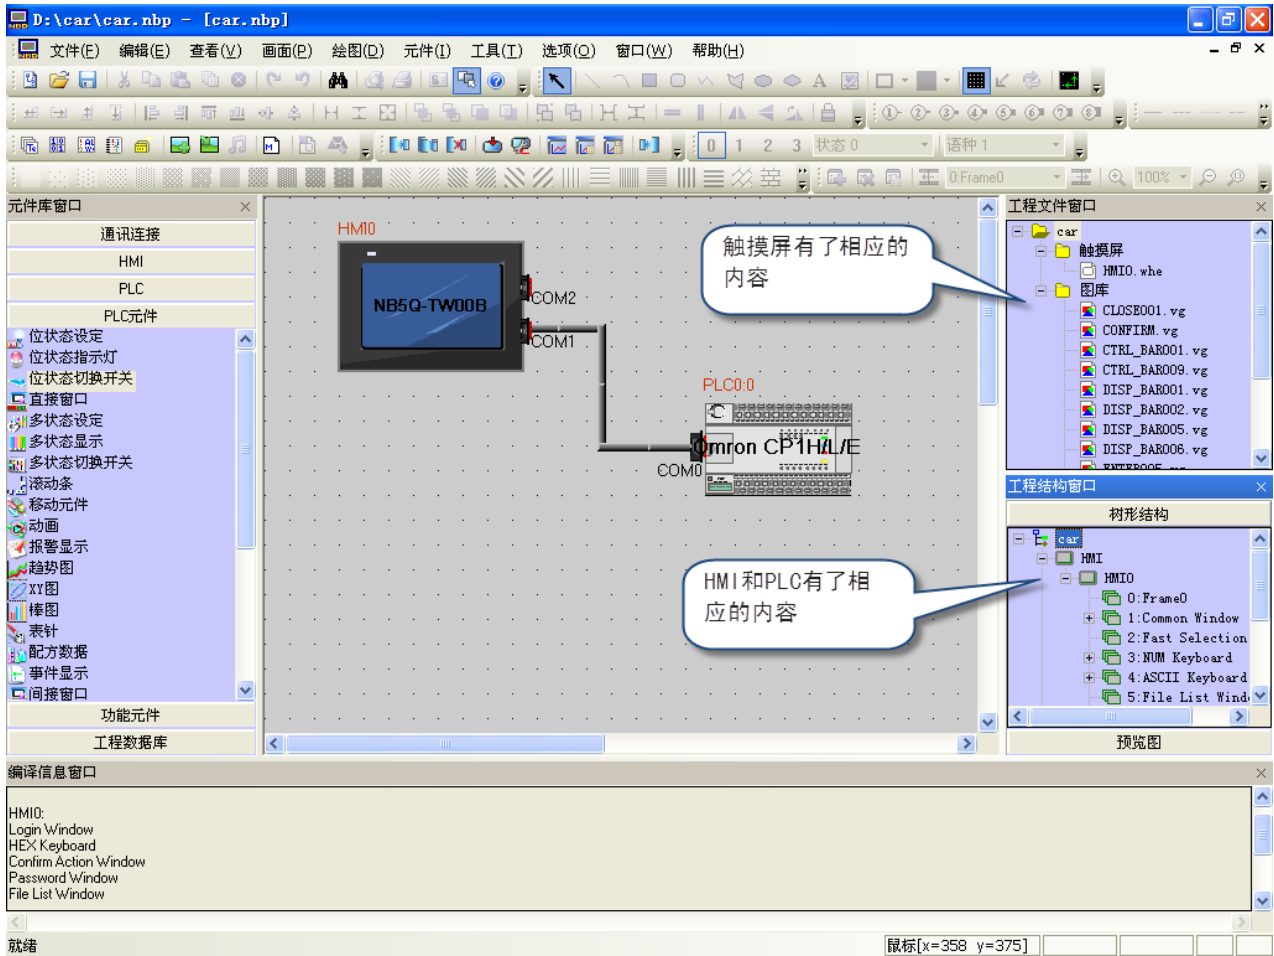 D:\car\car.nbp - [car.nbp]
文件(F) 编辑(E) 查看(V) 画面(P) 绘图(D) 元件(I) 工具(T) 选项(O) 窗口(W) 帮助(H)
0 1 2 3 状态 0 语种 1
0:Frame0 100%
元件库窗口
通讯连接
HMI
PLC
PLC元件
位状态设定
位状态指示灯
位状态切换开关
直接窗口
多状态设定
多状态显示
多状态切换开关
滚动条
移动元件
动画
报警显示
趋势图
XY图
棒图
表针
配方数据
事件显示
间接窗口
功能元件
工程数据库
HMI0
NB5Q-TW00B
COM2
COM1
PLC0:0
Omron CP1H/L/E
COM0
触摸屏有了相应的
内容
HMI和PLC有了相
应的内容
工程文件窗口
car
触摸屏
HMI0.whe
图库
CLOSE001.vg
CONFIRM.vg
CTRL_BAR001.vg
CTRL_BAR009.vg
DISP_BAR001.vg
DISP_BAR002.vg
DISP_BAR005.vg
DISP_BAR006.vg
工程结构窗口
树形结构
car
HMI
HMI0
0:Frame0
1:Common Window
2:Fast Selection
3:NUM Keyboard
4:ASCII Keyboard
5:File List Wind
预览图
编译信息窗口
HMI0:
Login Window
HEX Keyboard
Confirm Action Window
Password Window
File List Window
就绪
鼠标[x=358 y=375]